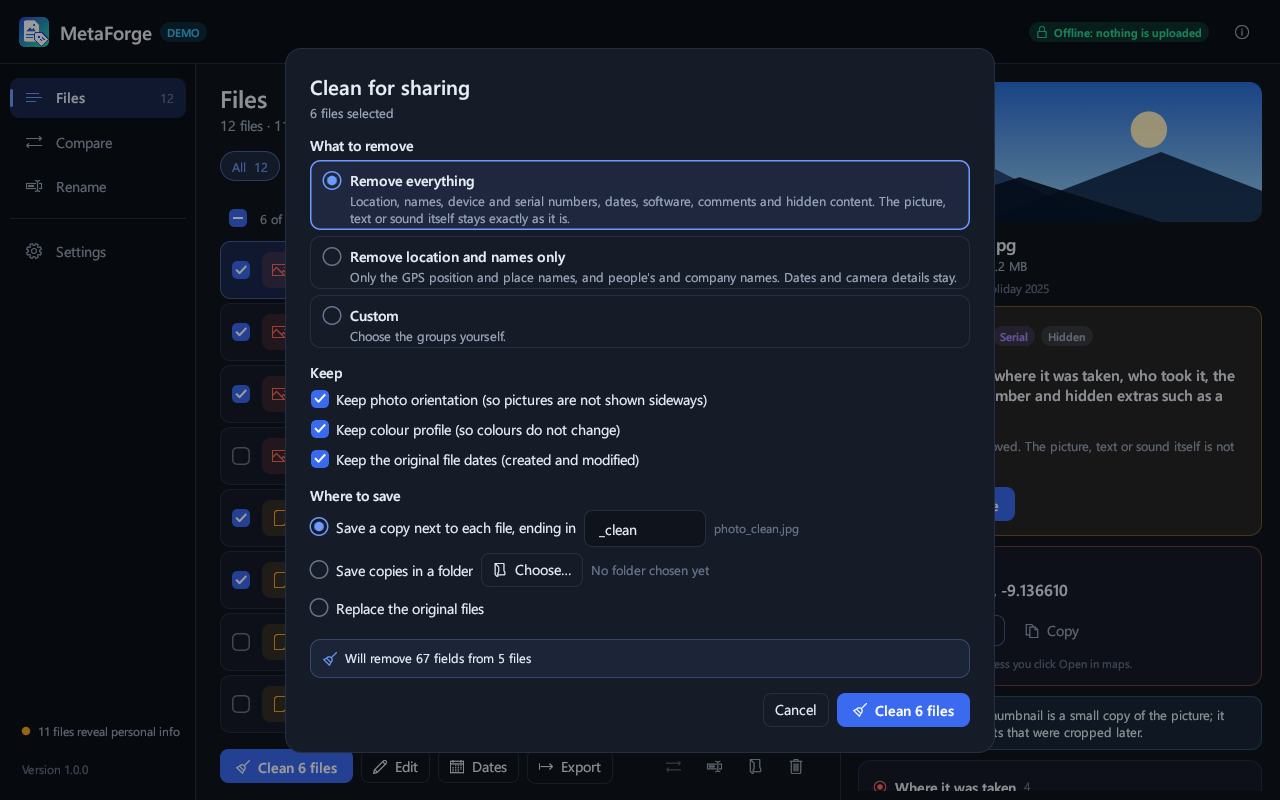 MetaForge DEMO
Offline: nothing is uploaded
Files 12
Compare
Rename
Settings
11 files reveal personal info
Version 1.0.0
Files
12 files · 11
All 12
6 of
Clean for sharing
6 files selected
What to remove
Remove everything
Location, names, device and serial numbers, dates, software, comments and hidden content. The picture,
text or sound itself stays exactly as it is.
Remove location and names only
Only the GPS position and place names, and people's and company names. Dates and camera details stay.
Custom
Choose the groups yourself.
Keep
Keep photo orientation (so pictures are not shown sideways)
Keep colour profile (so colours do not change)
Keep the original file dates (created and modified)
Where to save
Save a copy next to each file, ending in _clean photo_clean.jpg
Save copies in a folder Choose... No folder chosen yet
Replace the original files
Will remove 67 fields from 5 files
Cancel Clean 6 files
Clean 6 files Edit Dates Export
pg
.2 MB
liday 2025
Serial Hidden
where it was taken, who took it, the
mber and hidden extras such as a
oved. The picture, text or sound itself is not
e
, -9.136610
Copy
ess you click Open in maps.
umbnail is a small copy of the picture; it
ts that were cropped later.
Where it was taken 4